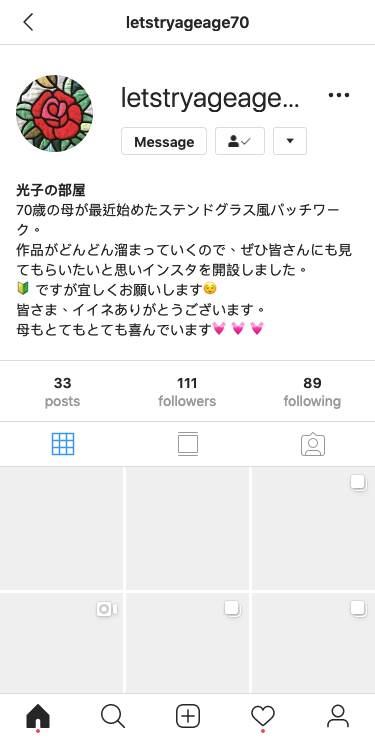 letstryageage70
letstryageage...
Message
光子の部屋
70歳の母が最近始めたステンドグラス風パッチワー
ク。
作品がどんどん溜まっていくので、ぜひ皆さんにも見
てもらいたいと思いインスタを開設しました。
🔰 ですが宜しくお願いします😌
皆さま、イイネありがとうございます。
母もとてもとても喜んでいます💓 💓 💓
33 111 89
posts followers following